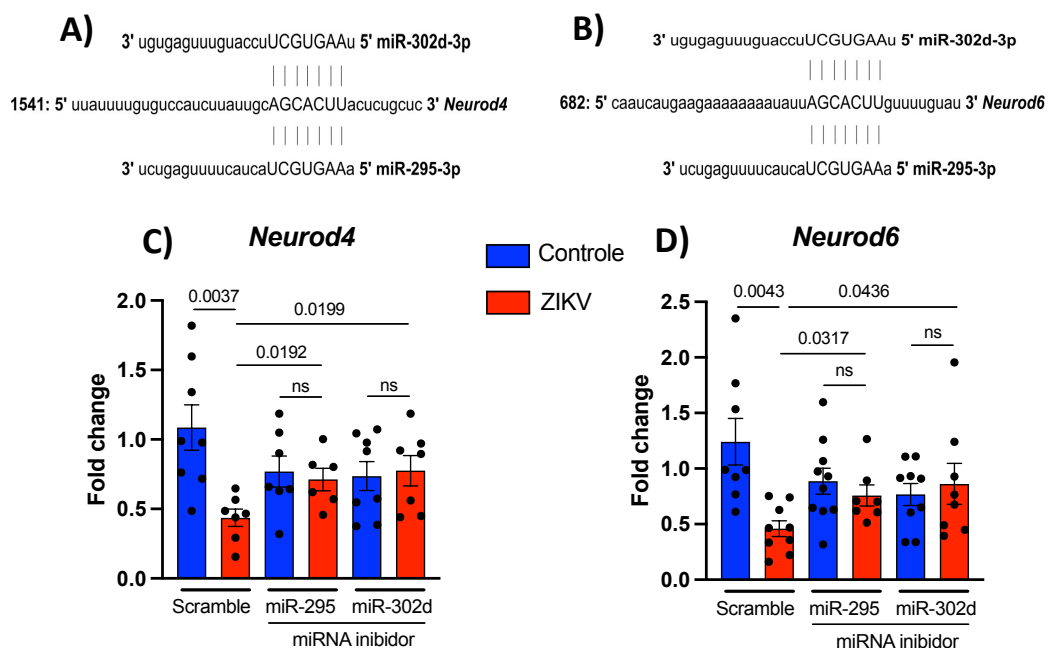 A)
3' ugugaguuuguaccuUCGUGAAu 5' miR-302d-3p
1541: 5' uuauuuuguguccaucuuauugcAGCACUUacucugcuc 3' Neurod4
3' ucugaguuuucaucaUCGUGAAa 5' miR-295-3p
B)
3' ugugaguuuguaccuUCGUGAAu 5' miR-302d-3p
682: 5' caaucaugaagaaaaaaaaauauuAGCACUUguuuuguau 3' Neurod6
3' ucugaguuuucaucaUCGUGAAa 5' miR-295-3p
C)
Neurod4
Controle
ZIKV
Fold change
2.0
1.5
1.0
0.5
0.0
0.0037
0.0199
0.0192
ns
ns
Scramble
miR-295
miR-302d
miRNA inibidor
D)
Neurod6
Fold change
2.5
2.0
1.5
1.0
0.5
0.0
0.0043
0.0436
0.0317
ns
ns
Scramble
miR-295
miR-302d
miRNA inibidor